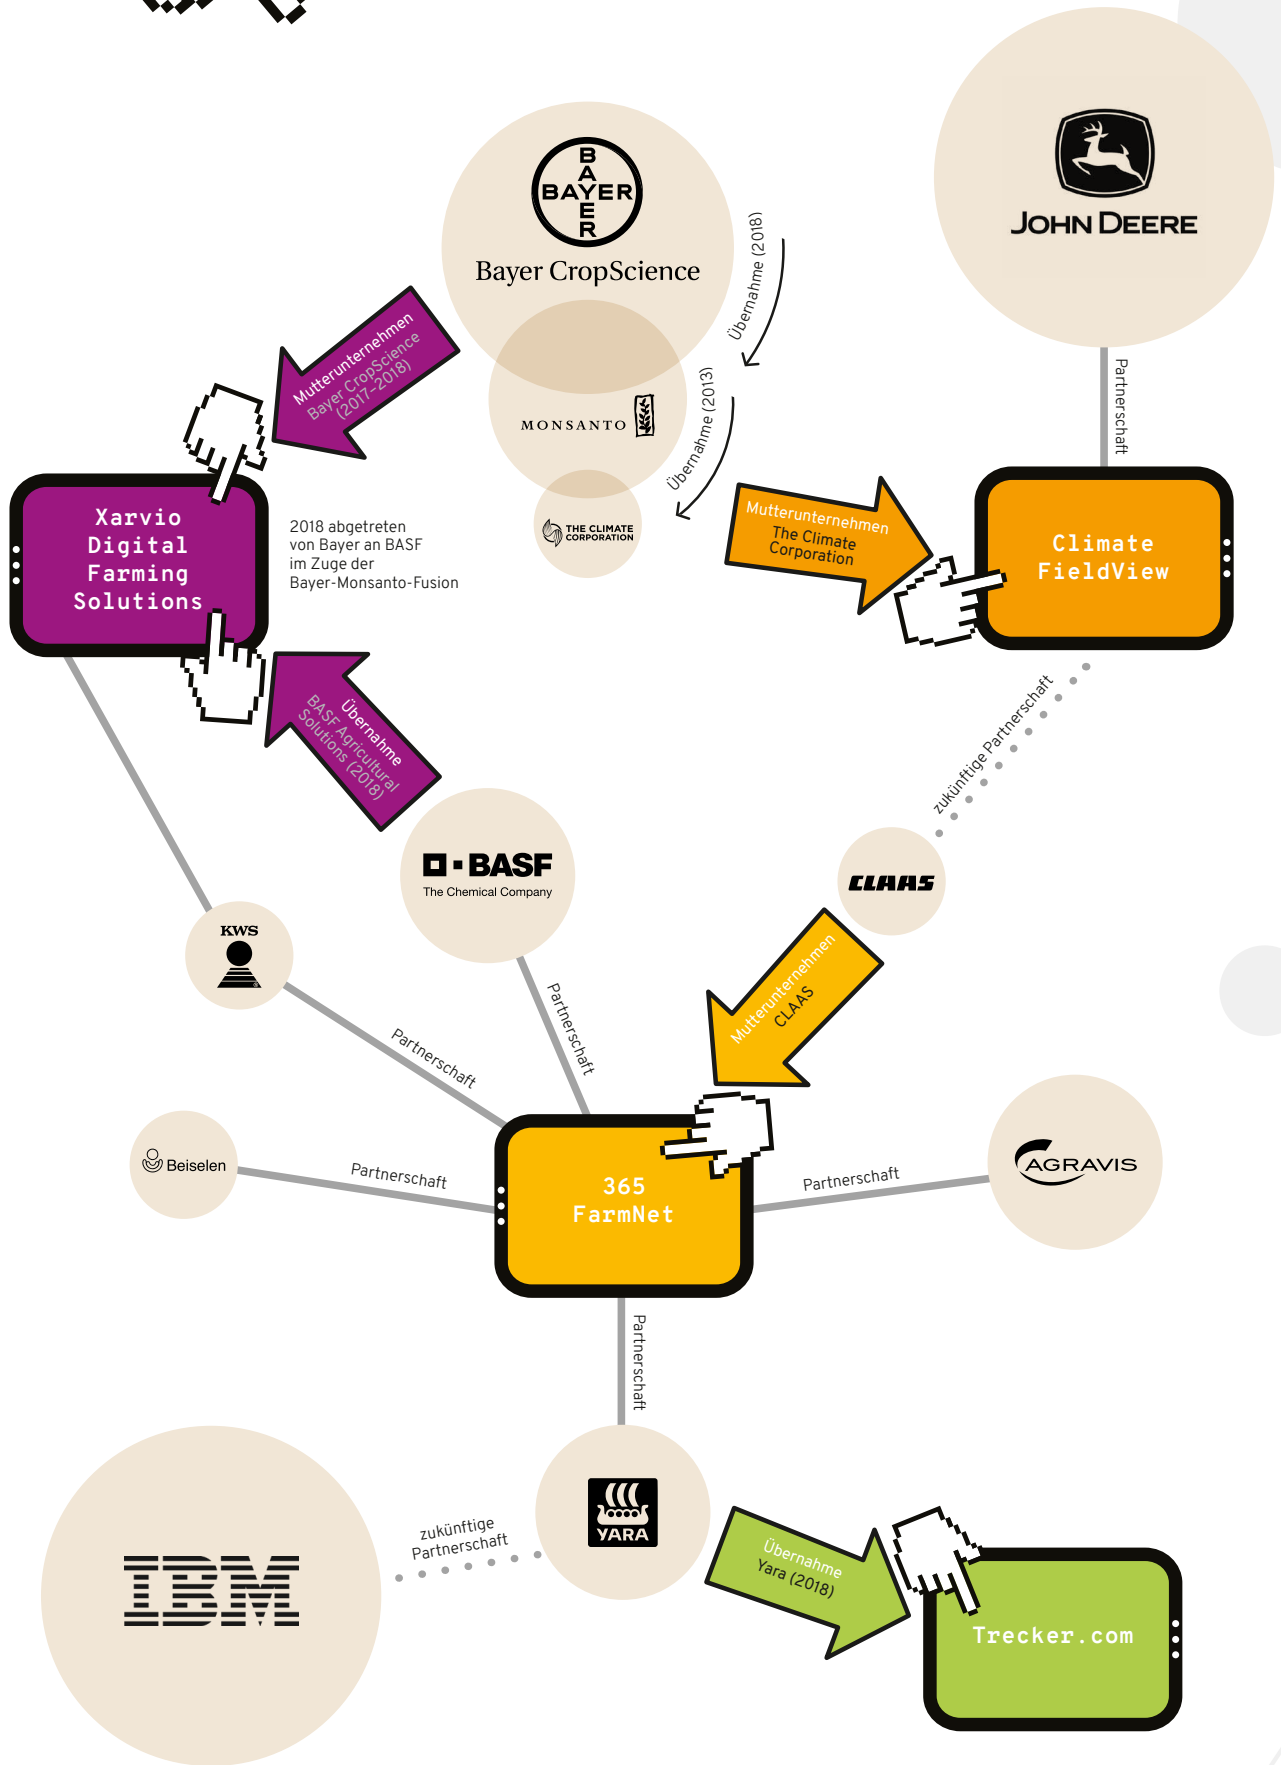 BAYER
BAYER
Bayer CropScience
JOHN DEERE
Übernahme (2018)
Mutterunternehmen
Bayer CropScience
(2017–2018)
MONSANTO
Übernahme (2013)
Partnerschaft
THE CLIMATE
CORPORATION
Mutterunternehmen
The Climate
Corporation
Xarvio
Digital
Farming
Solutions
2018 abgetreten
von Bayer an BASF
im Zuge der
Bayer-Monsanto-Fusion
Climate
FieldView
Übernahme
BASF Agricultural
Solutions (2018)
zukünftige Partnerschaft
BASF
The Chemical Company
CLAAS
KWS
Mutterunternehmen
CLAAS
Partnerschaft
Partnerschaft
Beiselen
Partnerschaft
365
FarmNet
Partnerschaft
AGRAVIS
Partnerschaft
IBM
zukünftige
Partnerschaft
YARA
Übernahme
Yara (2018)
Trecker.com